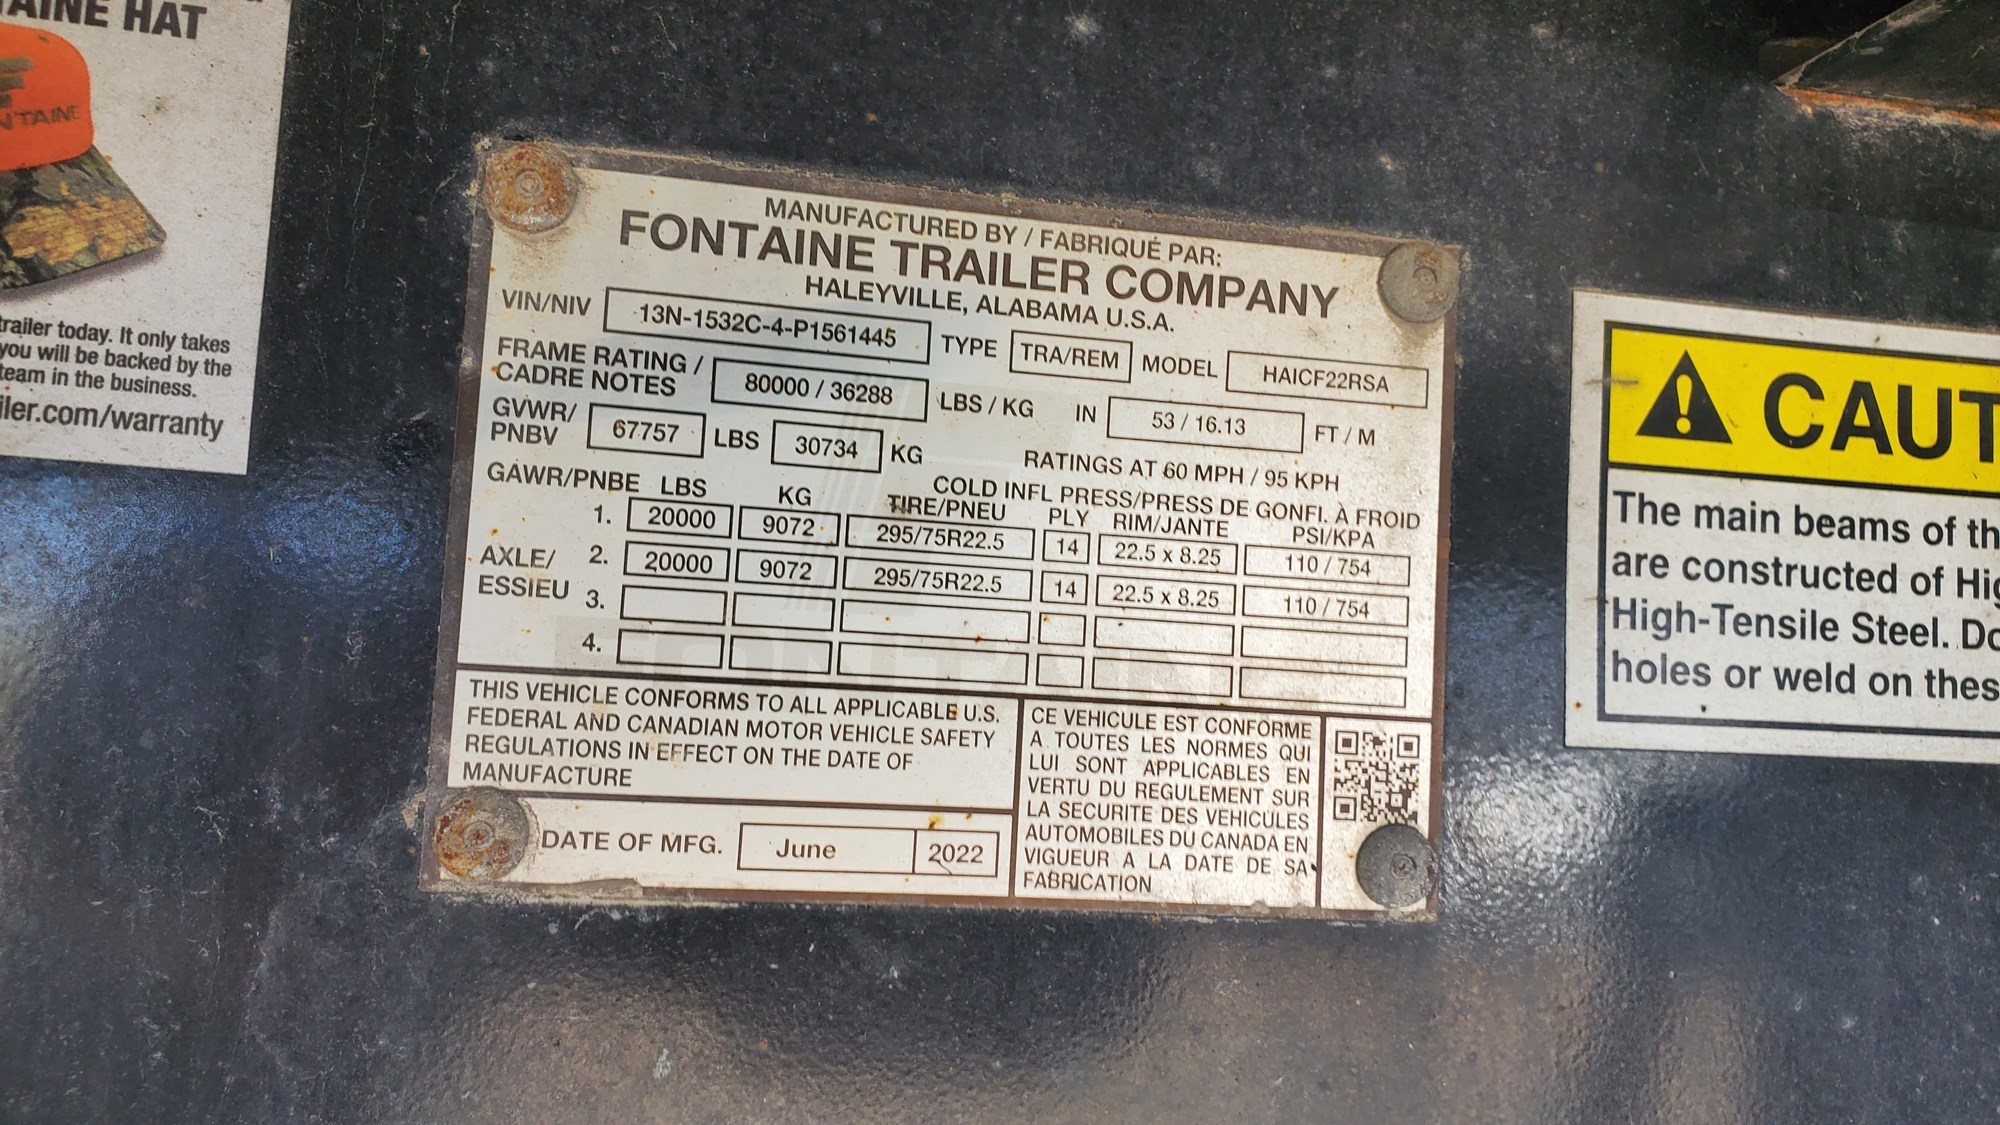 AINE HAT
NTAINE
trailer today. It only takes
you will be backed by the
team in the business.
iler.com/warranty
MANUFACTURED BY / FABRIQUÉ PAR:
FONTAINE TRAILER COMPANY
HALEYVILLE, ALABAMA U.S.A.
VIN/NIV 13N-1532C-4-P1561445 TYPE TRA/REM MODEL HAICF22RSA
FRAME RATING /
CADRE NOTES 80000 / 36288 LBS / KG IN 53 / 16.13 FT / M
GVWR/
PNBV 67757 LBS 30734 KG RATINGS AT 60 MPH / 95 KPH
COLD INFL PRESS/PRESS DE GONFl. À FROID
GAWR/PNBE LBS KG TIRE/PNEU PLY RIM/JANTE PSI/KPA
1. 20000 9072 295/75R22.5 14 22.5 x 8.25 110 / 754
AXLE/
ESSIEU
2. 20000 9072 295/75R22.5 14 22.5 x 8.25 110 / 754
3.
4.
THIS VEHICLE CONFORMS TO ALL APPLICABLE U.S.
FEDERAL AND CANADIAN MOTOR VEHICLE SAFETY
REGULATIONS IN EFFECT ON THE DATE OF
MANUFACTURE
DATE OF MFG. June 2022
CE VEHICULE EST CONFORME
A TOUTES LES NORMES QUI
LUI SONT APPLICABLES EN
VERTU DU REGULEMENT SUR
LA SECURITE DES VEHICULES
AUTOMOBILES DU CANADA EN
VIGUEUR A LA DATE DE SA
FABRICATION
CAUT
The main beams of th
are constructed of Hig
High-Tensile Steel. Do
holes or weld on thes